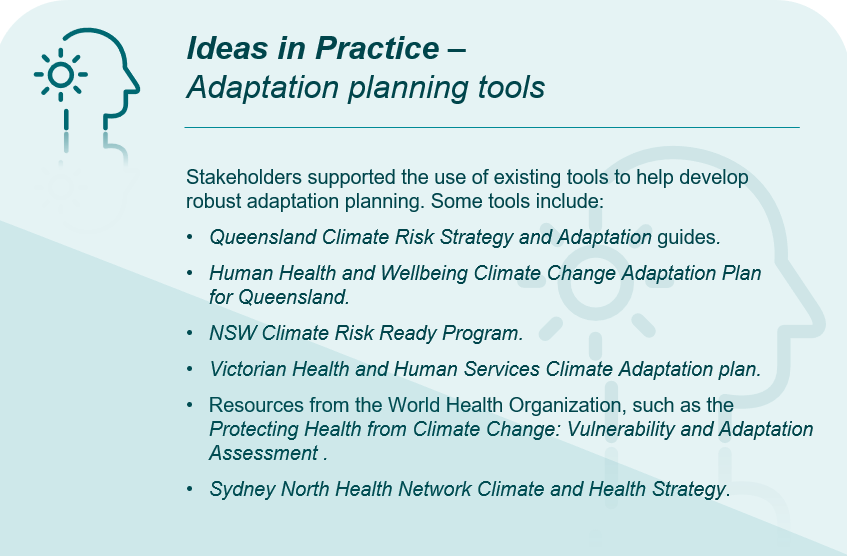 Ideas in Practice –
Adaptation planning tools
Stakeholders supported the use of existing tools to help develop
robust adaptation planning. Some tools include:
• Queensland Climate Risk Strategy and Adaptation guides.
• Human Health and Wellbeing Climate Change Adaptation Plan
for Queensland.
• NSW Climate Risk Ready Program.
• Victorian Health and Human Services Climate Adaptation plan.
• Resources from the World Health Organization, such as the
Protecting Health from Climate Change: Vulnerability and Adaptation
Assessment .
• Sydney North Health Network Climate and Health Strategy.